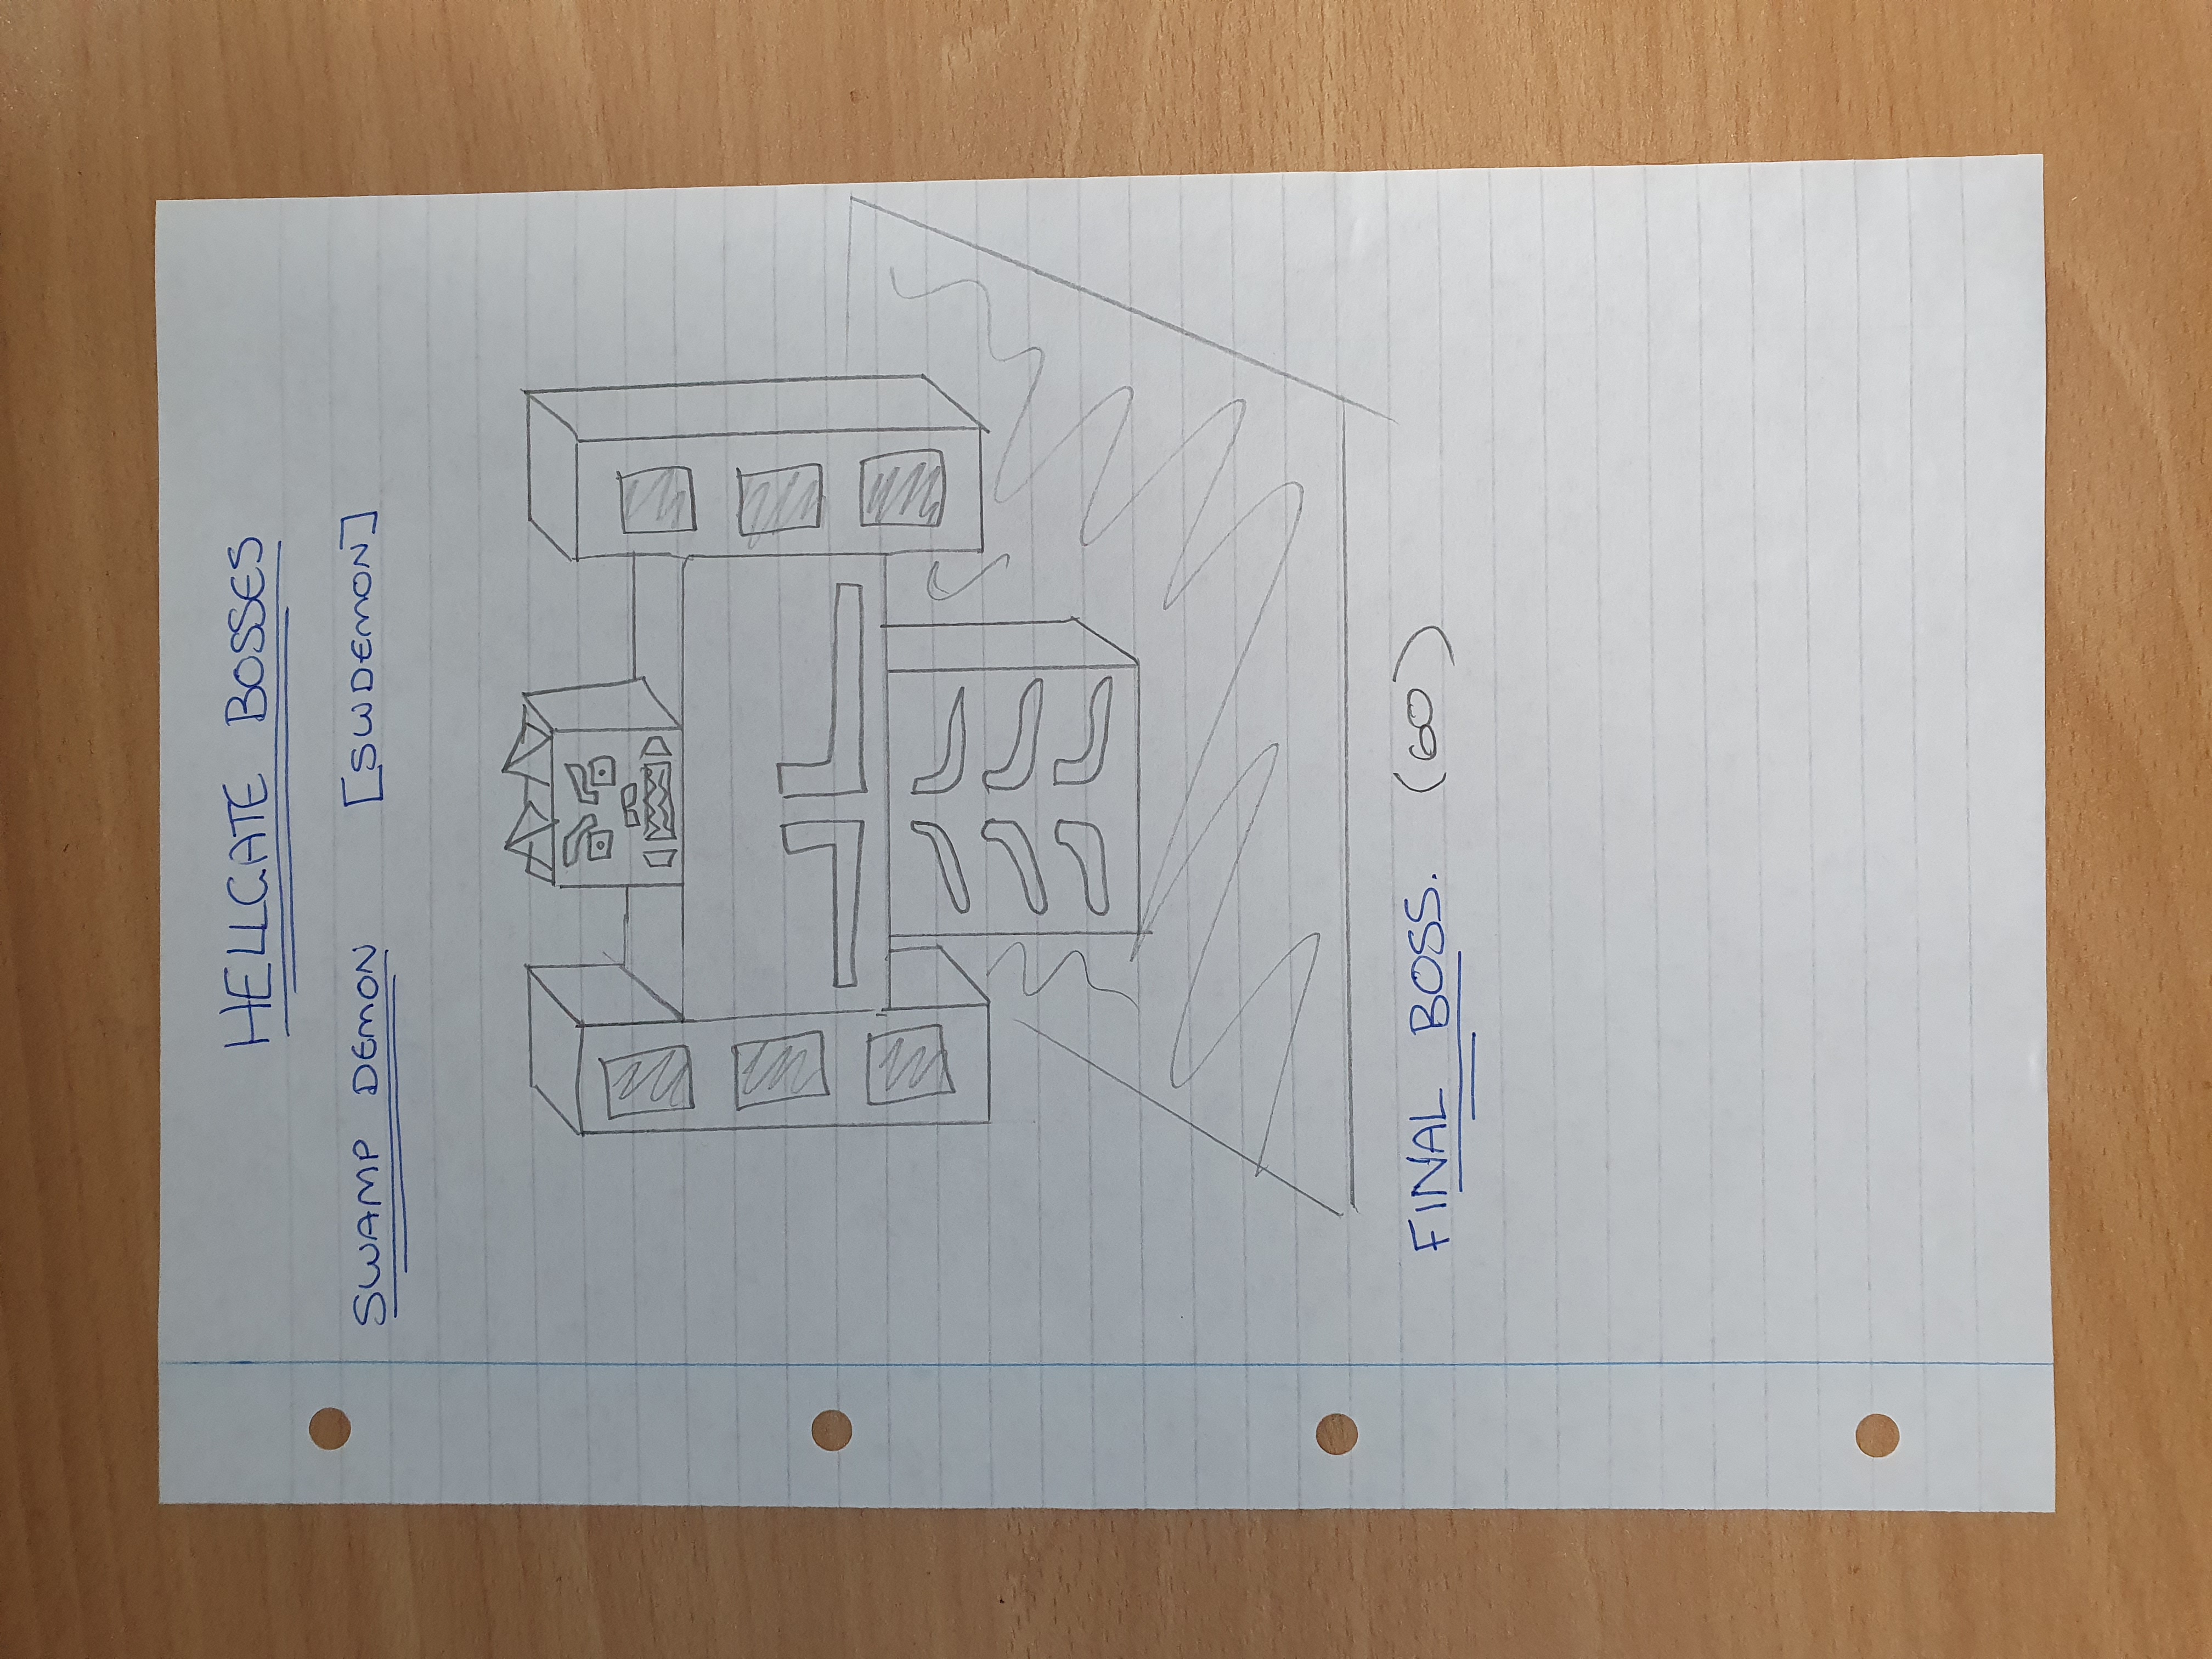 HELLGATE BOSSES
SWAMP DEMON [SWDEMON]
FINAL BOSS. (60)